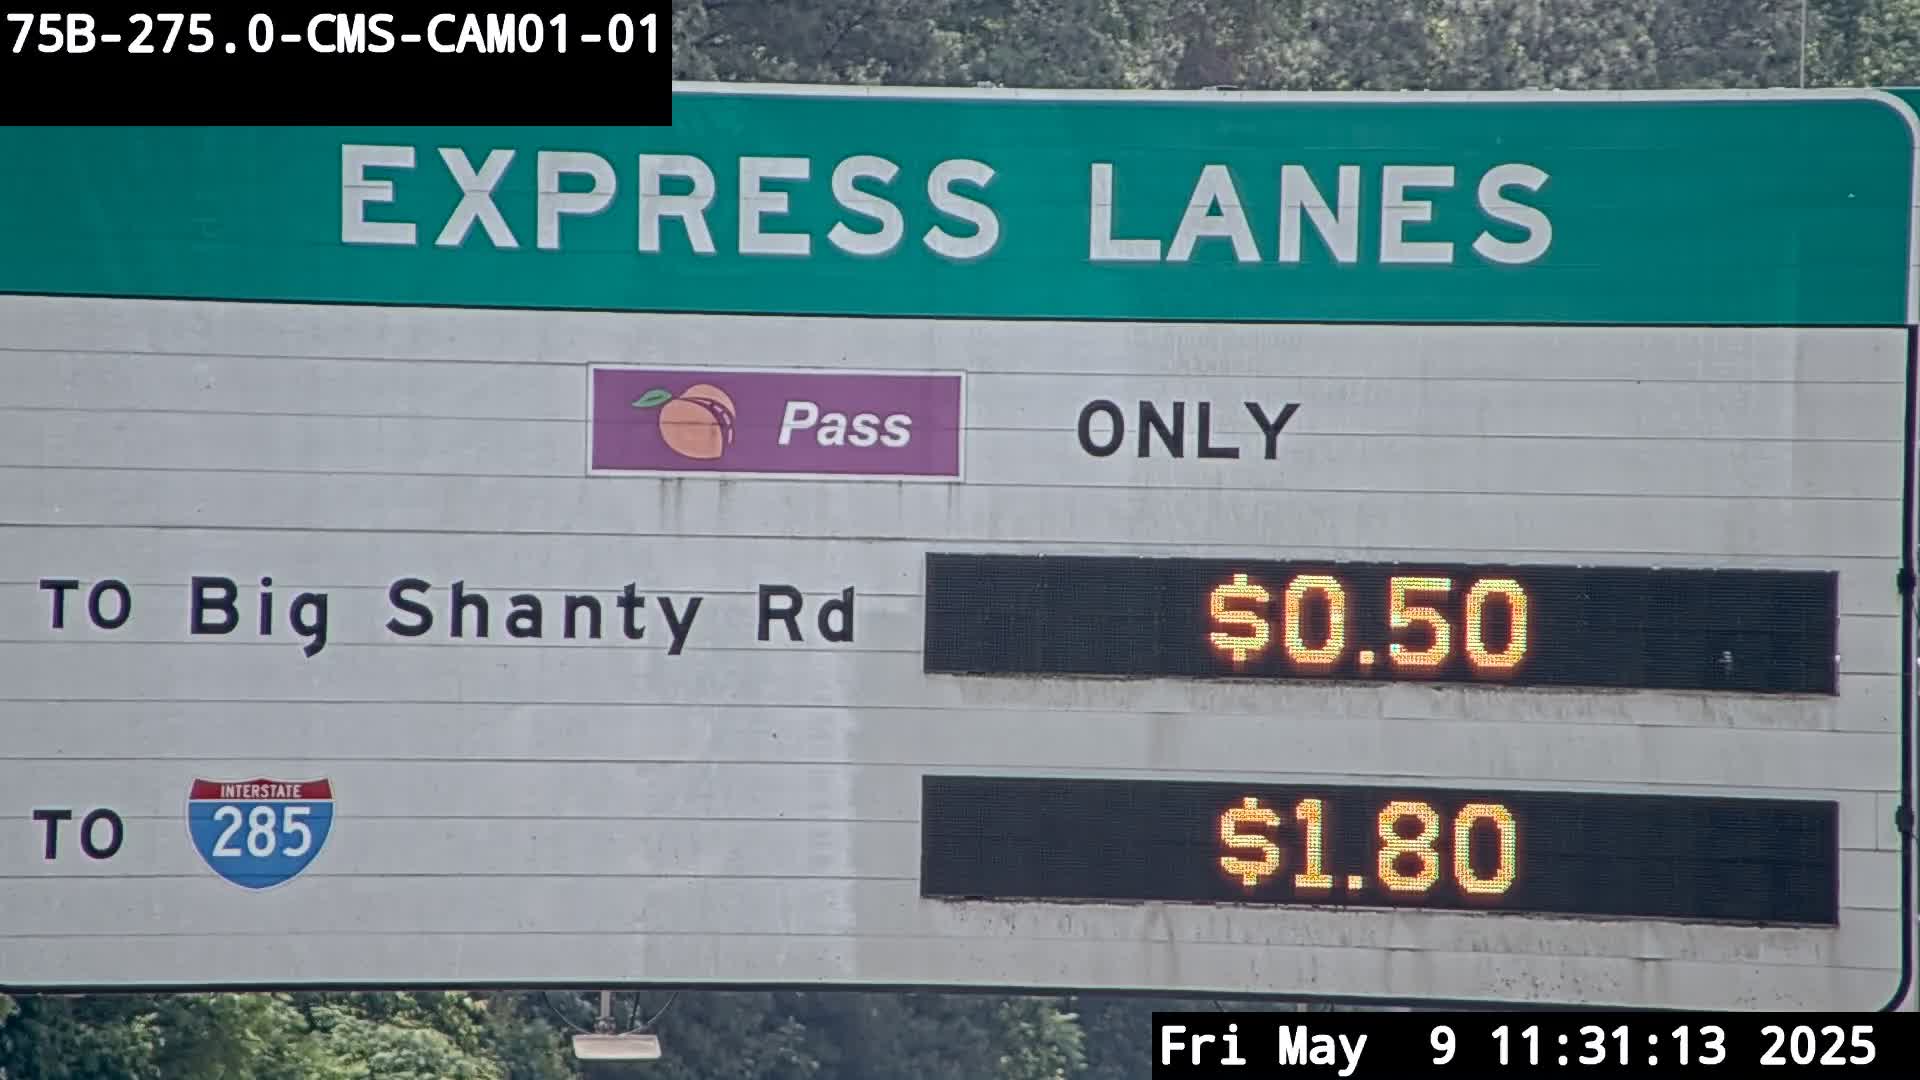 75B-275.0-CMS-CAM01-01
EXPRESS LANES
Pass ONLY
TO Big Shanty Rd $0.50
INTERSTATE
TO 285 $1.80
Fri May 9 11:31:13 2025